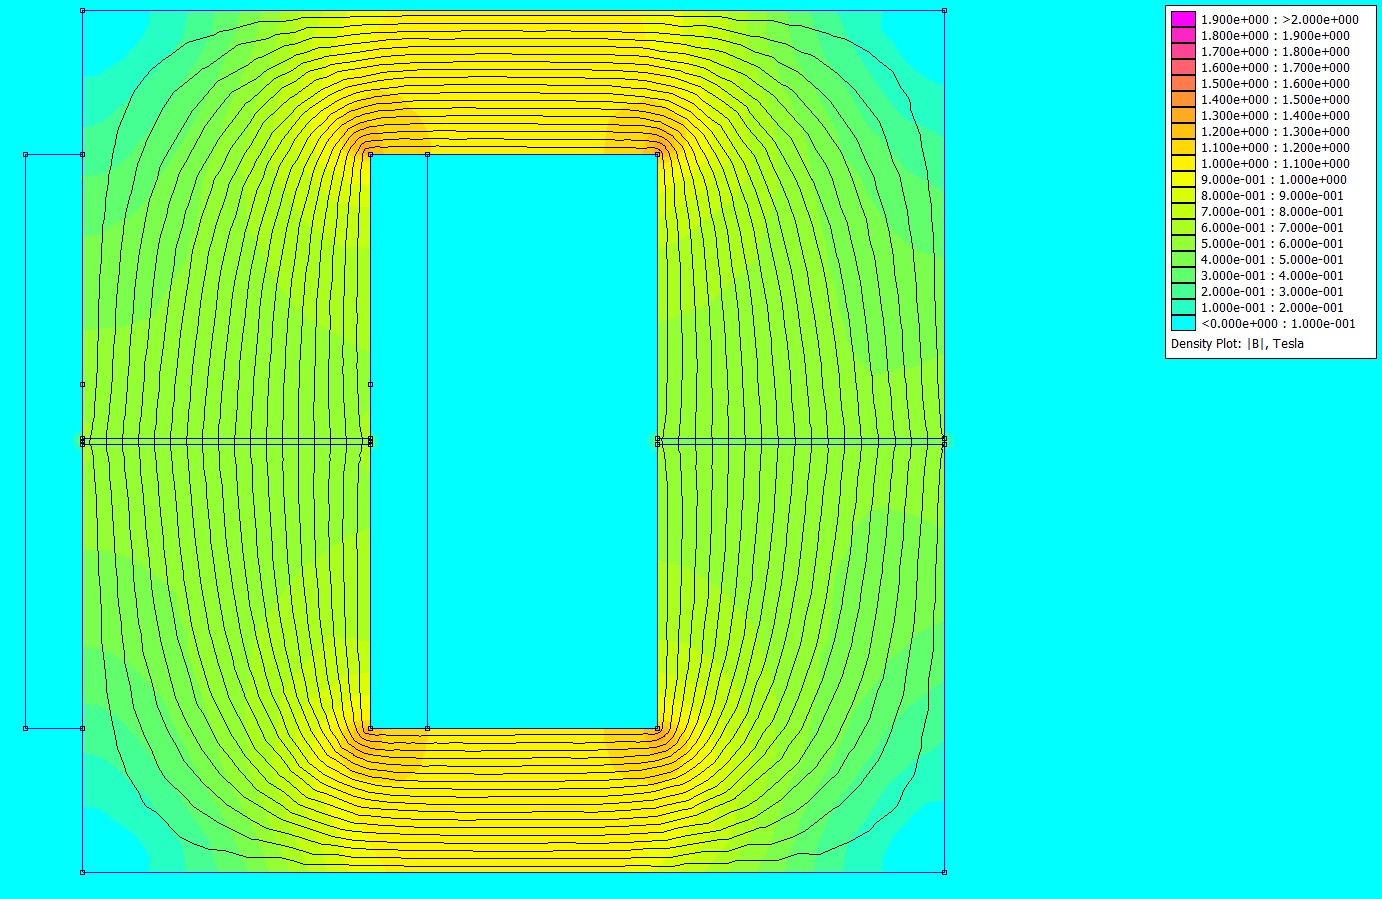 1.900e+000 : >2.000e+000
1.800e+000 : 1.900e+000
1.700e+000 : 1.800e+000
1.600e+000 : 1.700e+000
1.500e+000 : 1.600e+000
1.400e+000 : 1.500e+000
1.300e+000 : 1.400e+000
1.200e+000 : 1.300e+000
1.100e+000 : 1.200e+000
1.000e+000 : 1.100e+000
9.000e-001 : 1.000e+000
8.000e-001 : 9.000e-001
7.000e-001 : 8.000e-001
6.000e-001 : 7.000e-001
5.000e-001 : 6.000e-001
4.000e-001 : 5.000e-001
3.000e-001 : 4.000e-001
2.000e-001 : 3.000e-001
1.000e-001 : 2.000e-001
<0.000e+000 : 1.000e-001
Density Plot: |B|, Tesla